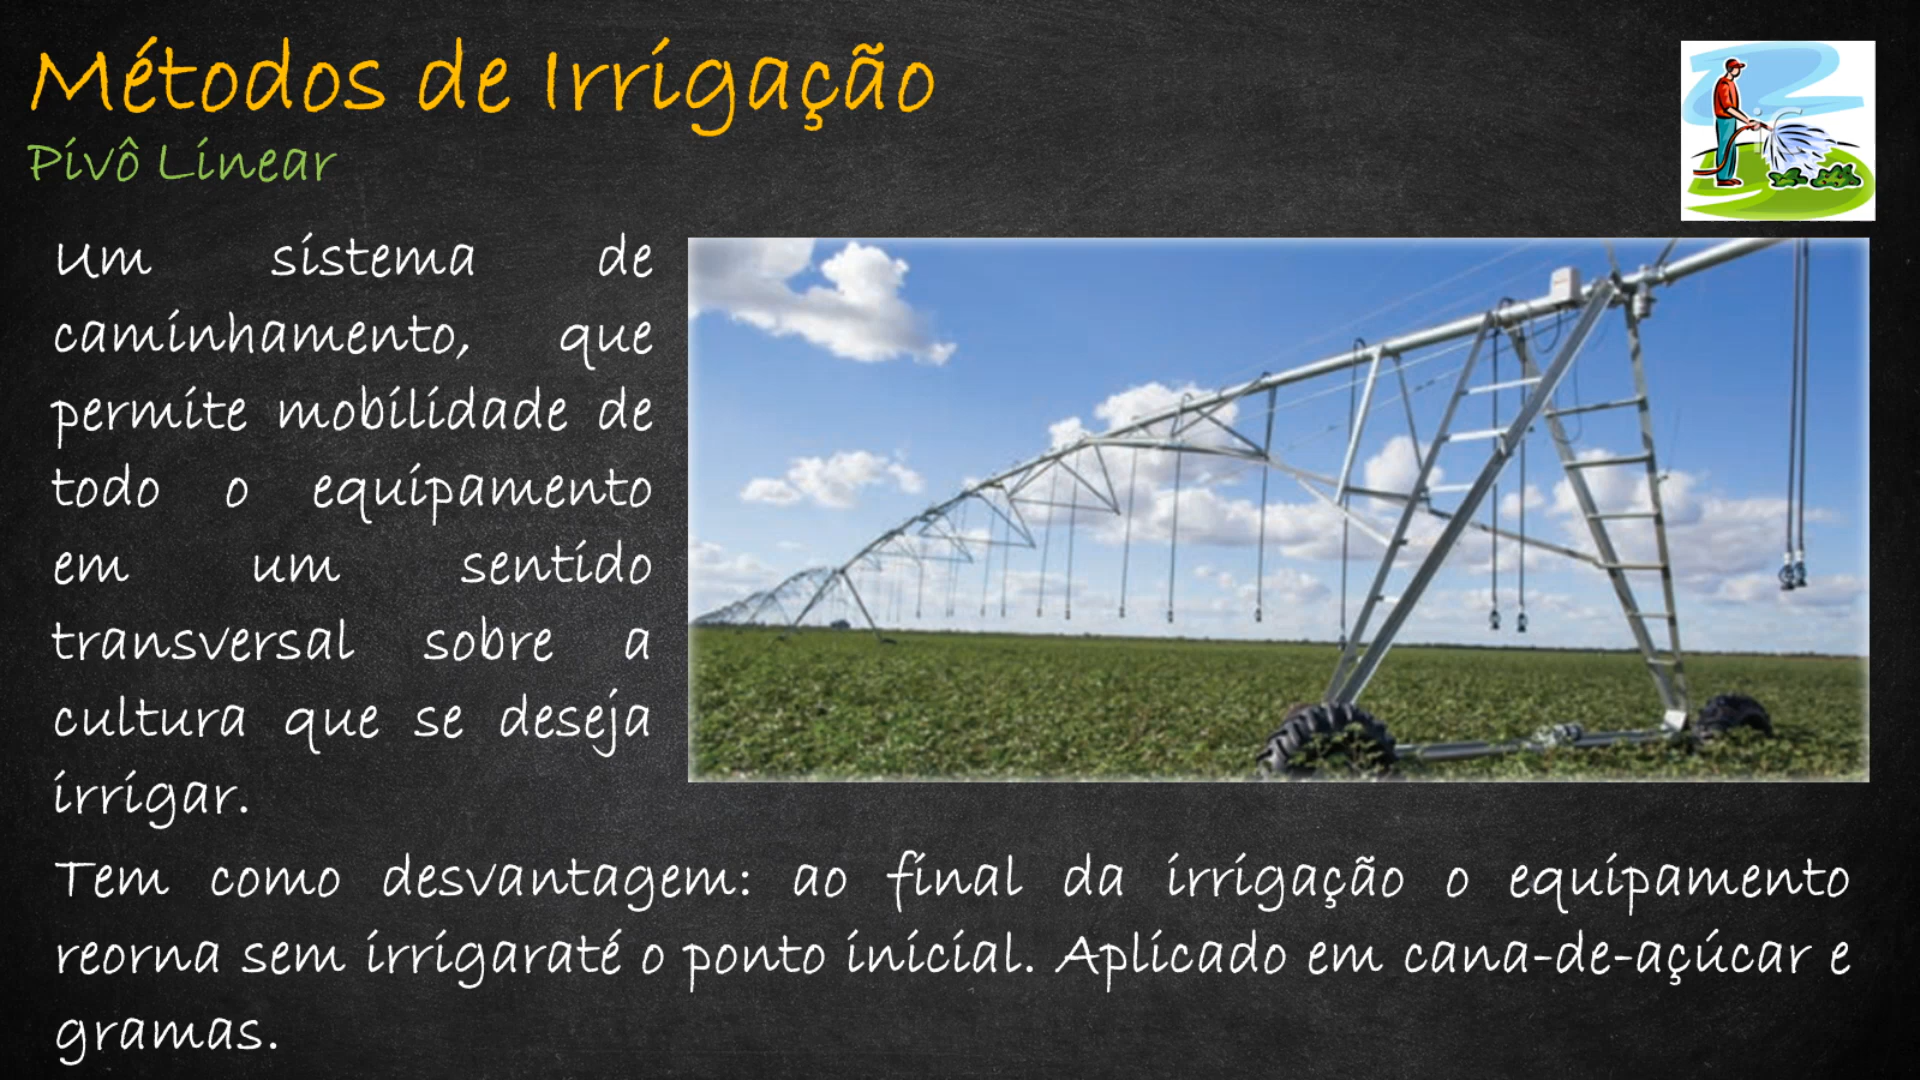 Métodos de Irrigação
Pivô Linear
Um sistema de
caminhamento, que
permite mobilidade de
todo o equipamento
em um sentido
transversal sobre a
cultura que se deseja
irrigar.
Tem como desvantagem: ao final da irrigação o equipamento
reorna sem irrigaraté o ponto inicial. Aplicado em cana-de-açúcar e
gramas.